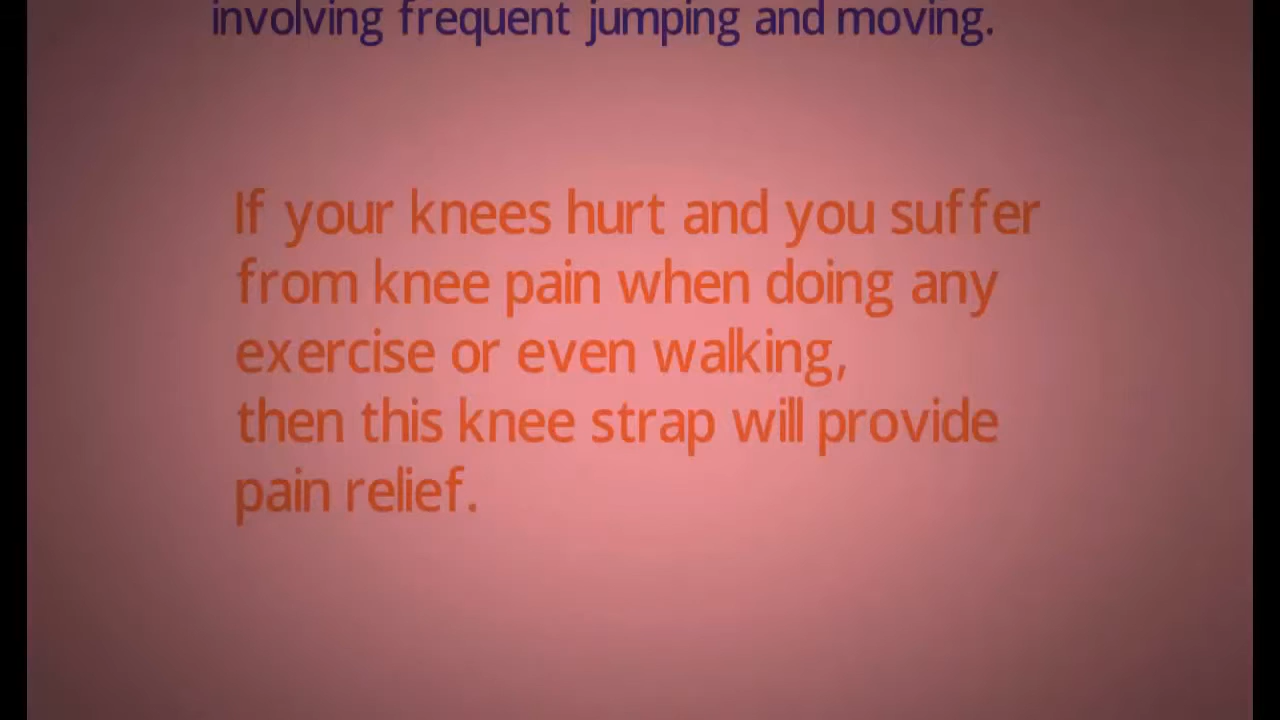 involving frequent jumping and moving.
If your knees hurt and you suffer
from knee pain when doing any
exercise or even walking,
then this knee strap will provide
pain relief.